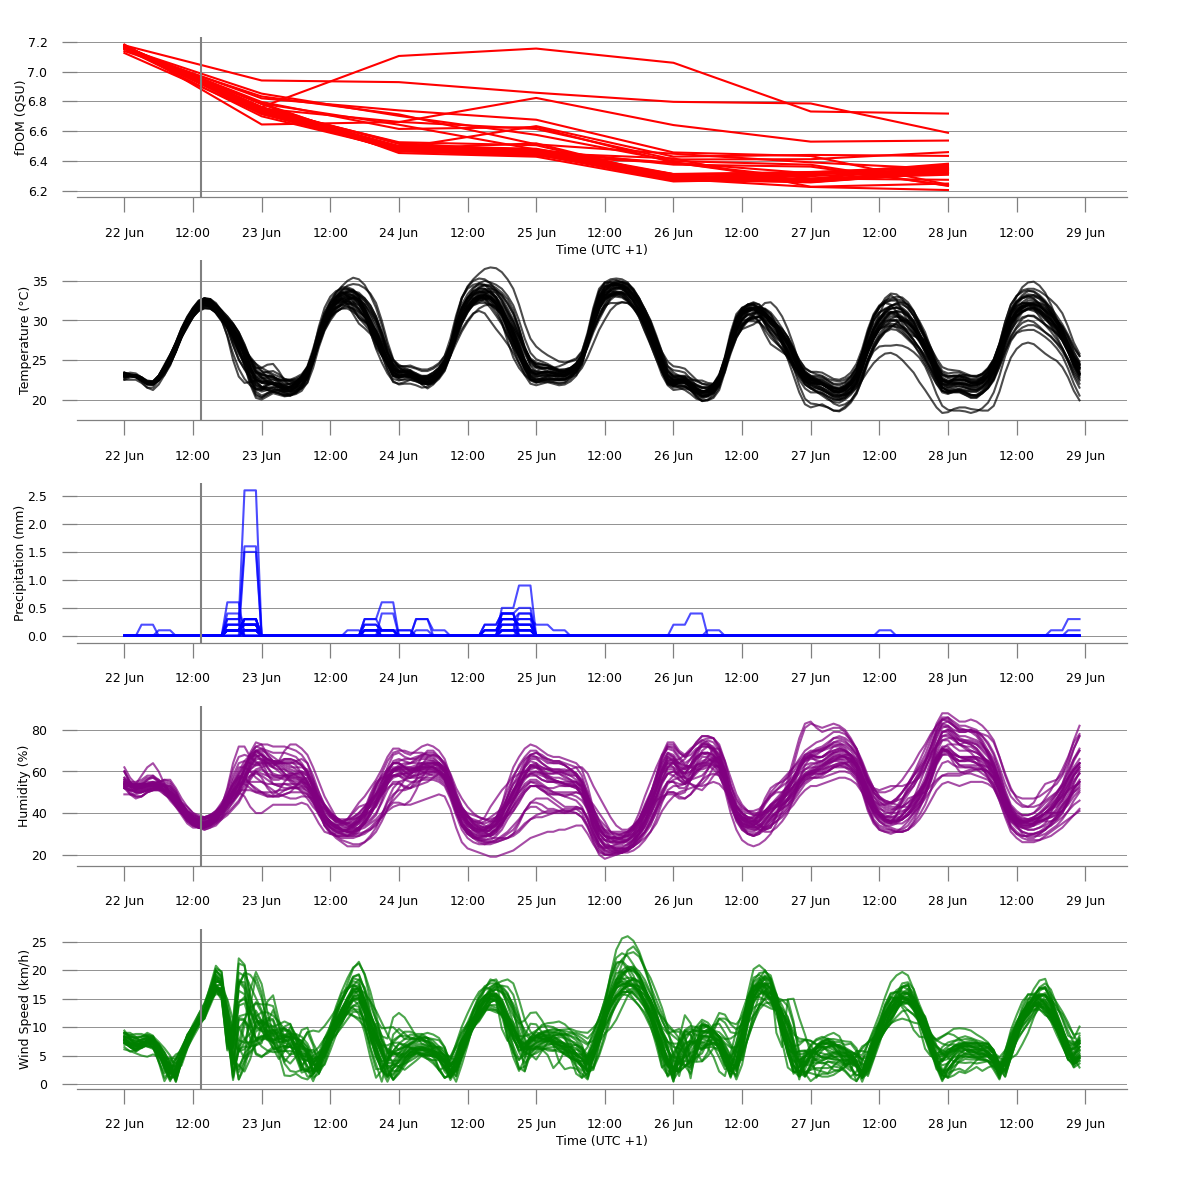 7.2
7.0
6.8
6.6
6.4
6.2
fDOM (QSU)
22 Jun 12:00 23 Jun 12:00 24 Jun 12:00 25 Jun 12:00 26 Jun 12:00 27 Jun 12:00 28 Jun 12:00 29 Jun
Time (UTC +1)
35
30
25
20
Temperature (°C)
22 Jun 12:00 23 Jun 12:00 24 Jun 12:00 25 Jun 12:00 26 Jun 12:00 27 Jun 12:00 28 Jun 12:00 29 Jun
2.5
2.0
1.5
1.0
0.5
0.0
Precipitation (mm)
22 Jun 12:00 23 Jun 12:00 24 Jun 12:00 25 Jun 12:00 26 Jun 12:00 27 Jun 12:00 28 Jun 12:00 29 Jun
80
60
40
20
Humidity (%)
22 Jun 12:00 23 Jun 12:00 24 Jun 12:00 25 Jun 12:00 26 Jun 12:00 27 Jun 12:00 28 Jun 12:00 29 Jun
25
20
15
10
5
0
Wind Speed (km/h)
22 Jun 12:00 23 Jun 12:00 24 Jun 12:00 25 Jun 12:00 26 Jun 12:00 27 Jun 12:00 28 Jun 12:00 29 Jun
Time (UTC +1)